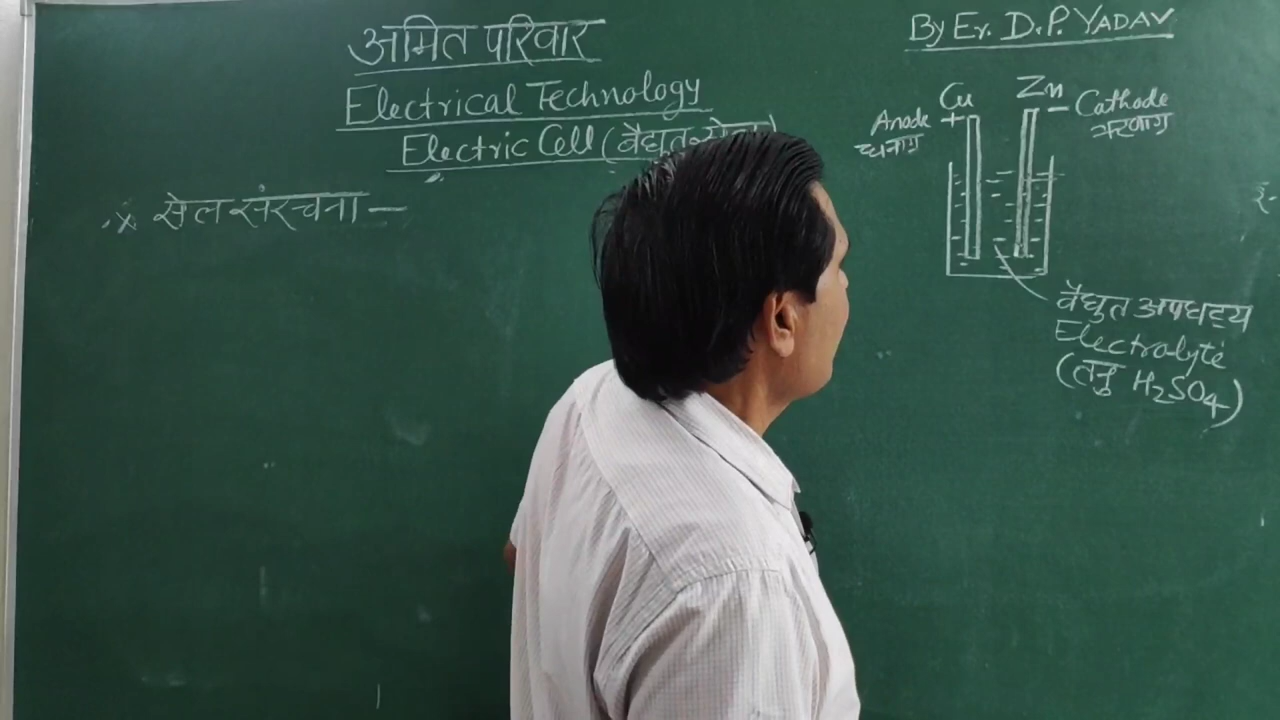 अमित परिवार
By Er. D.P. YADAV
Electrical Technology
Electric Cell (वैद्युत
* सेल संरचना –
Cu
Zn
Anode + – Cathode
धनाग्र
Electrolyte
वैद्युत अपघट्य
(तनु H₂SO₄)